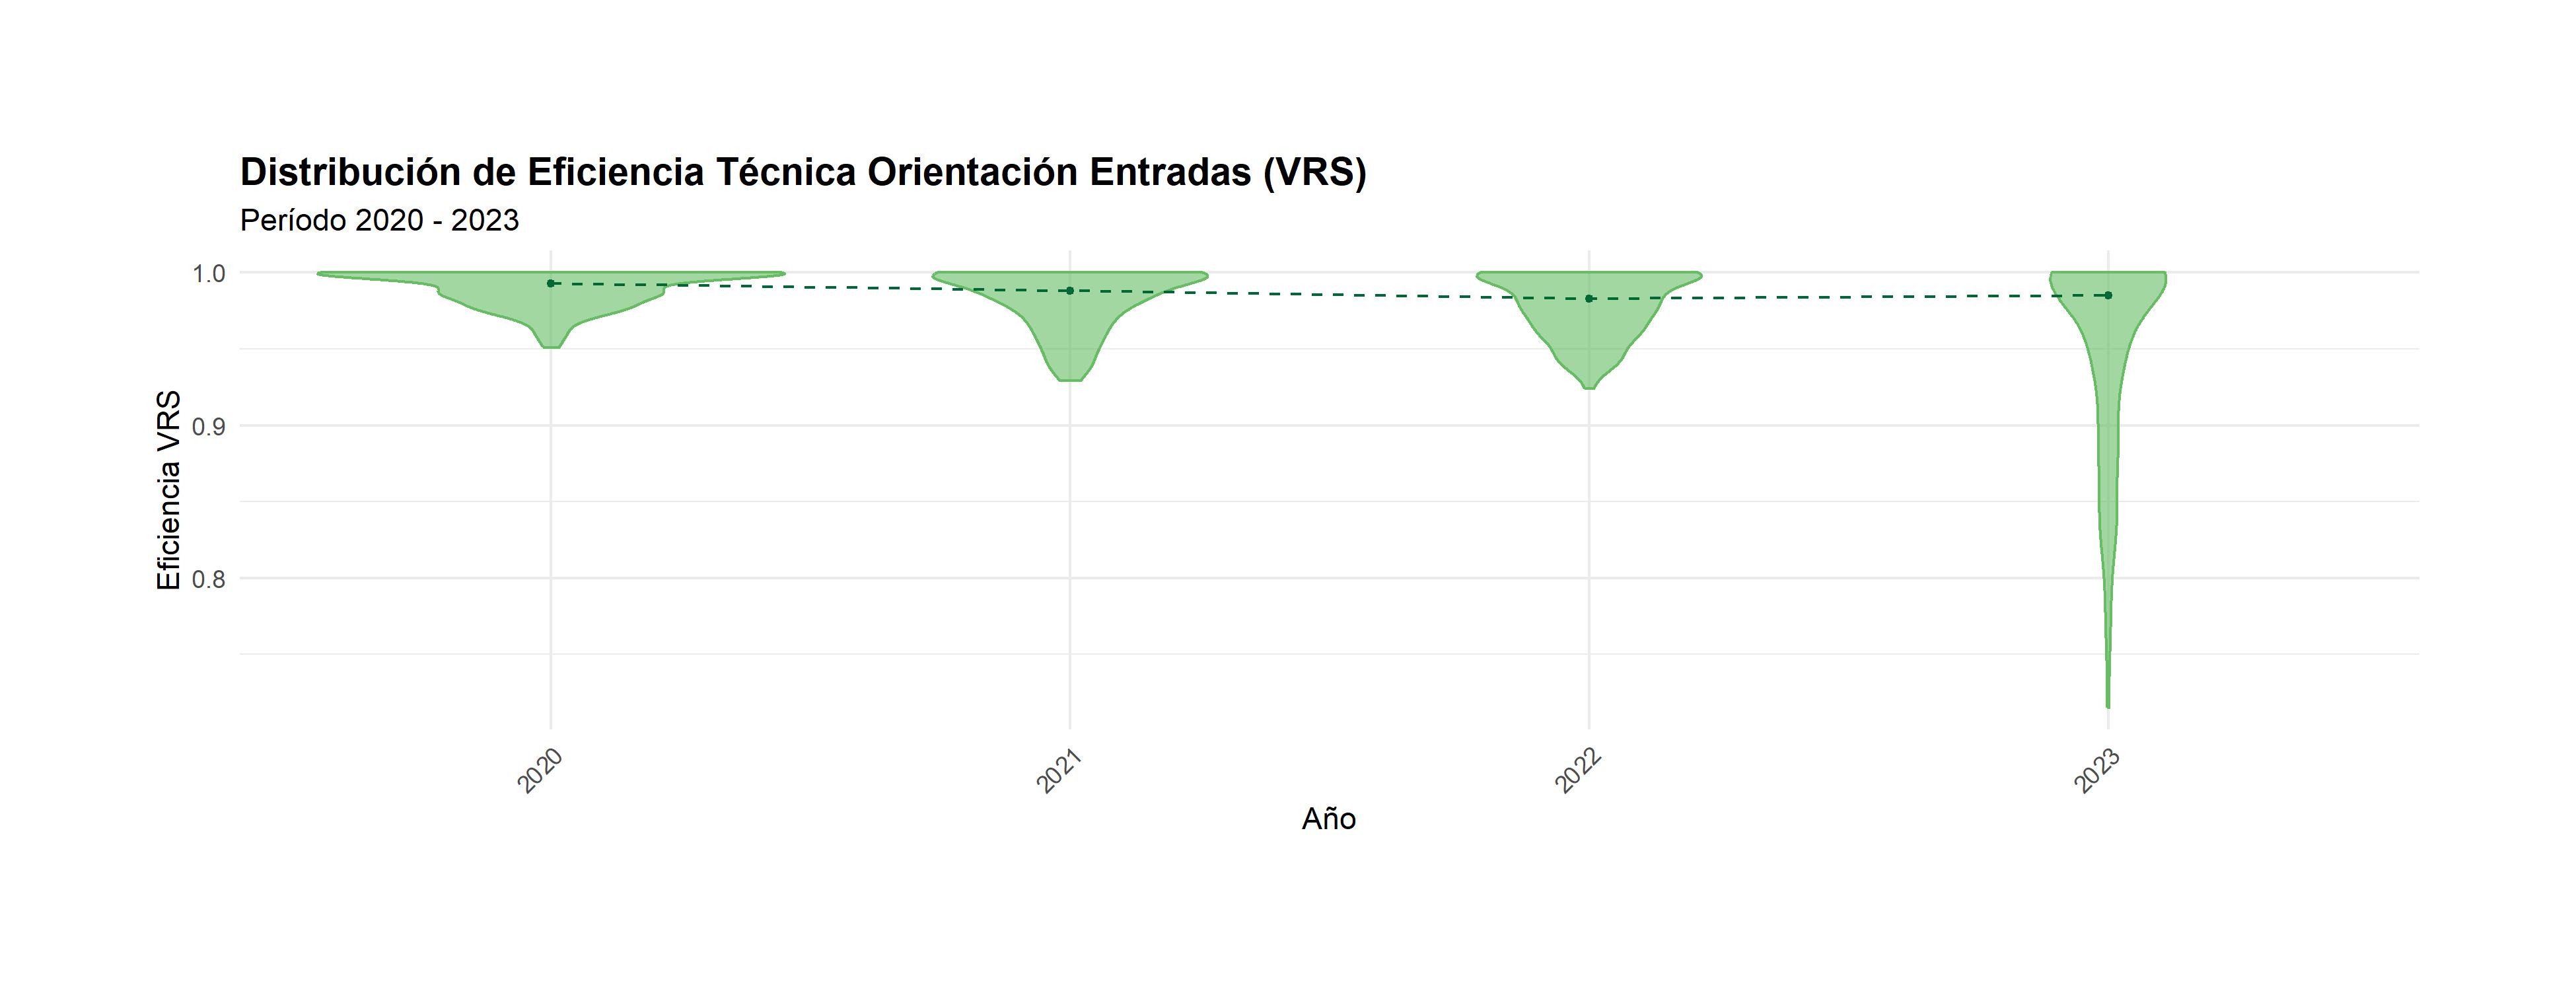 Distribución de Eficiencia Técnica Orientación Entradas (VRS)
Período 2020 - 2023
1.0
0.9
0.8
Eficiencia VRS
2020
2021
2022
2023
Año